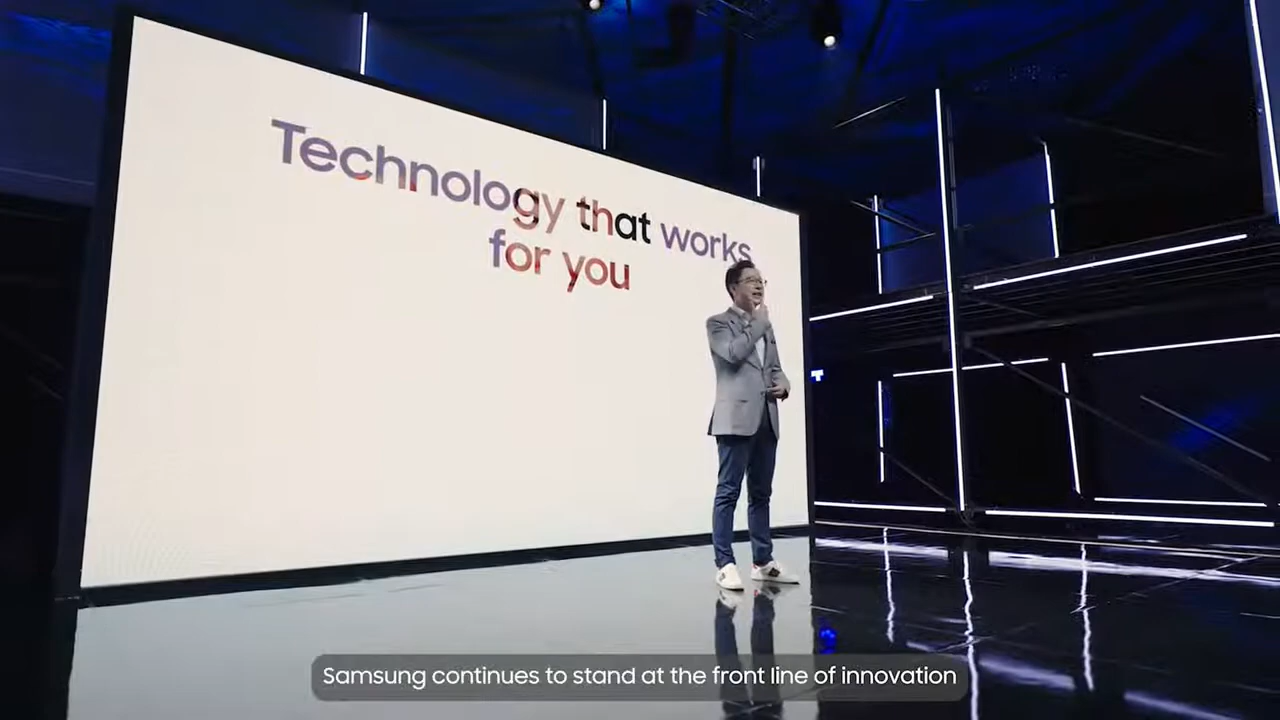 Technology that works
for you
Samsung continues to stand at the front line of innovation